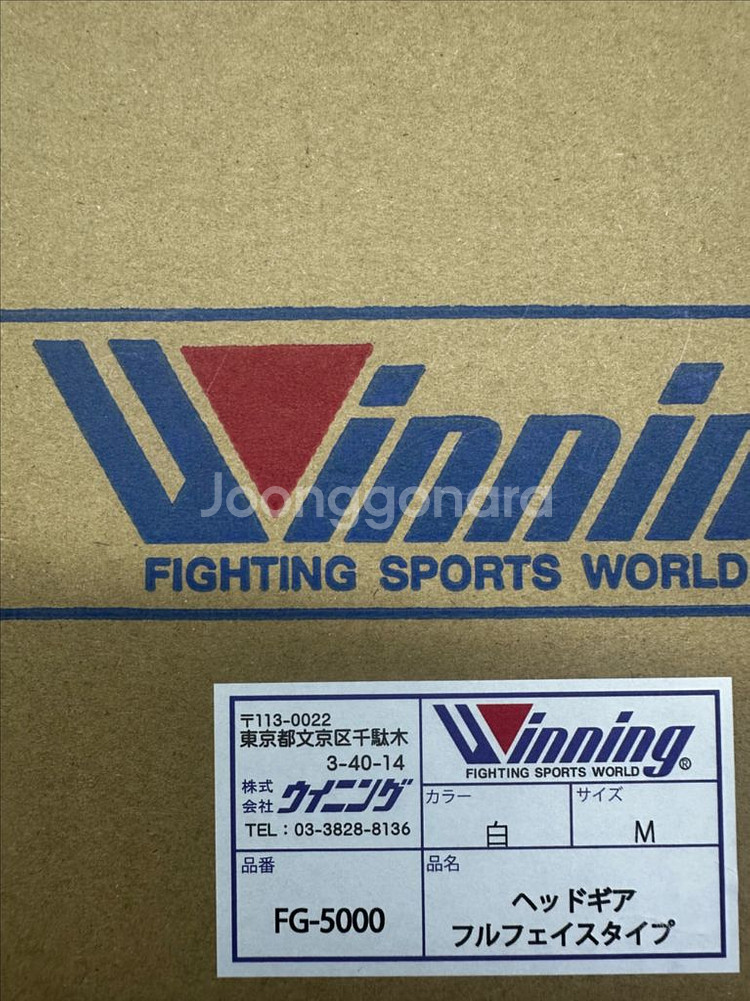 Winnin
FIGHTING SPORTS WORLD
Joonggonara
〒113-0022
東京都文京区千駄木
3-40-14
株式
会社 ウイニング
TEL：03-3828-8136
Winning®
FIGHTING SPORTS WORLD
カラー
白
サイズ
M
品番
FG-5000
品名
ヘッドギア
フルフェイスタイプ